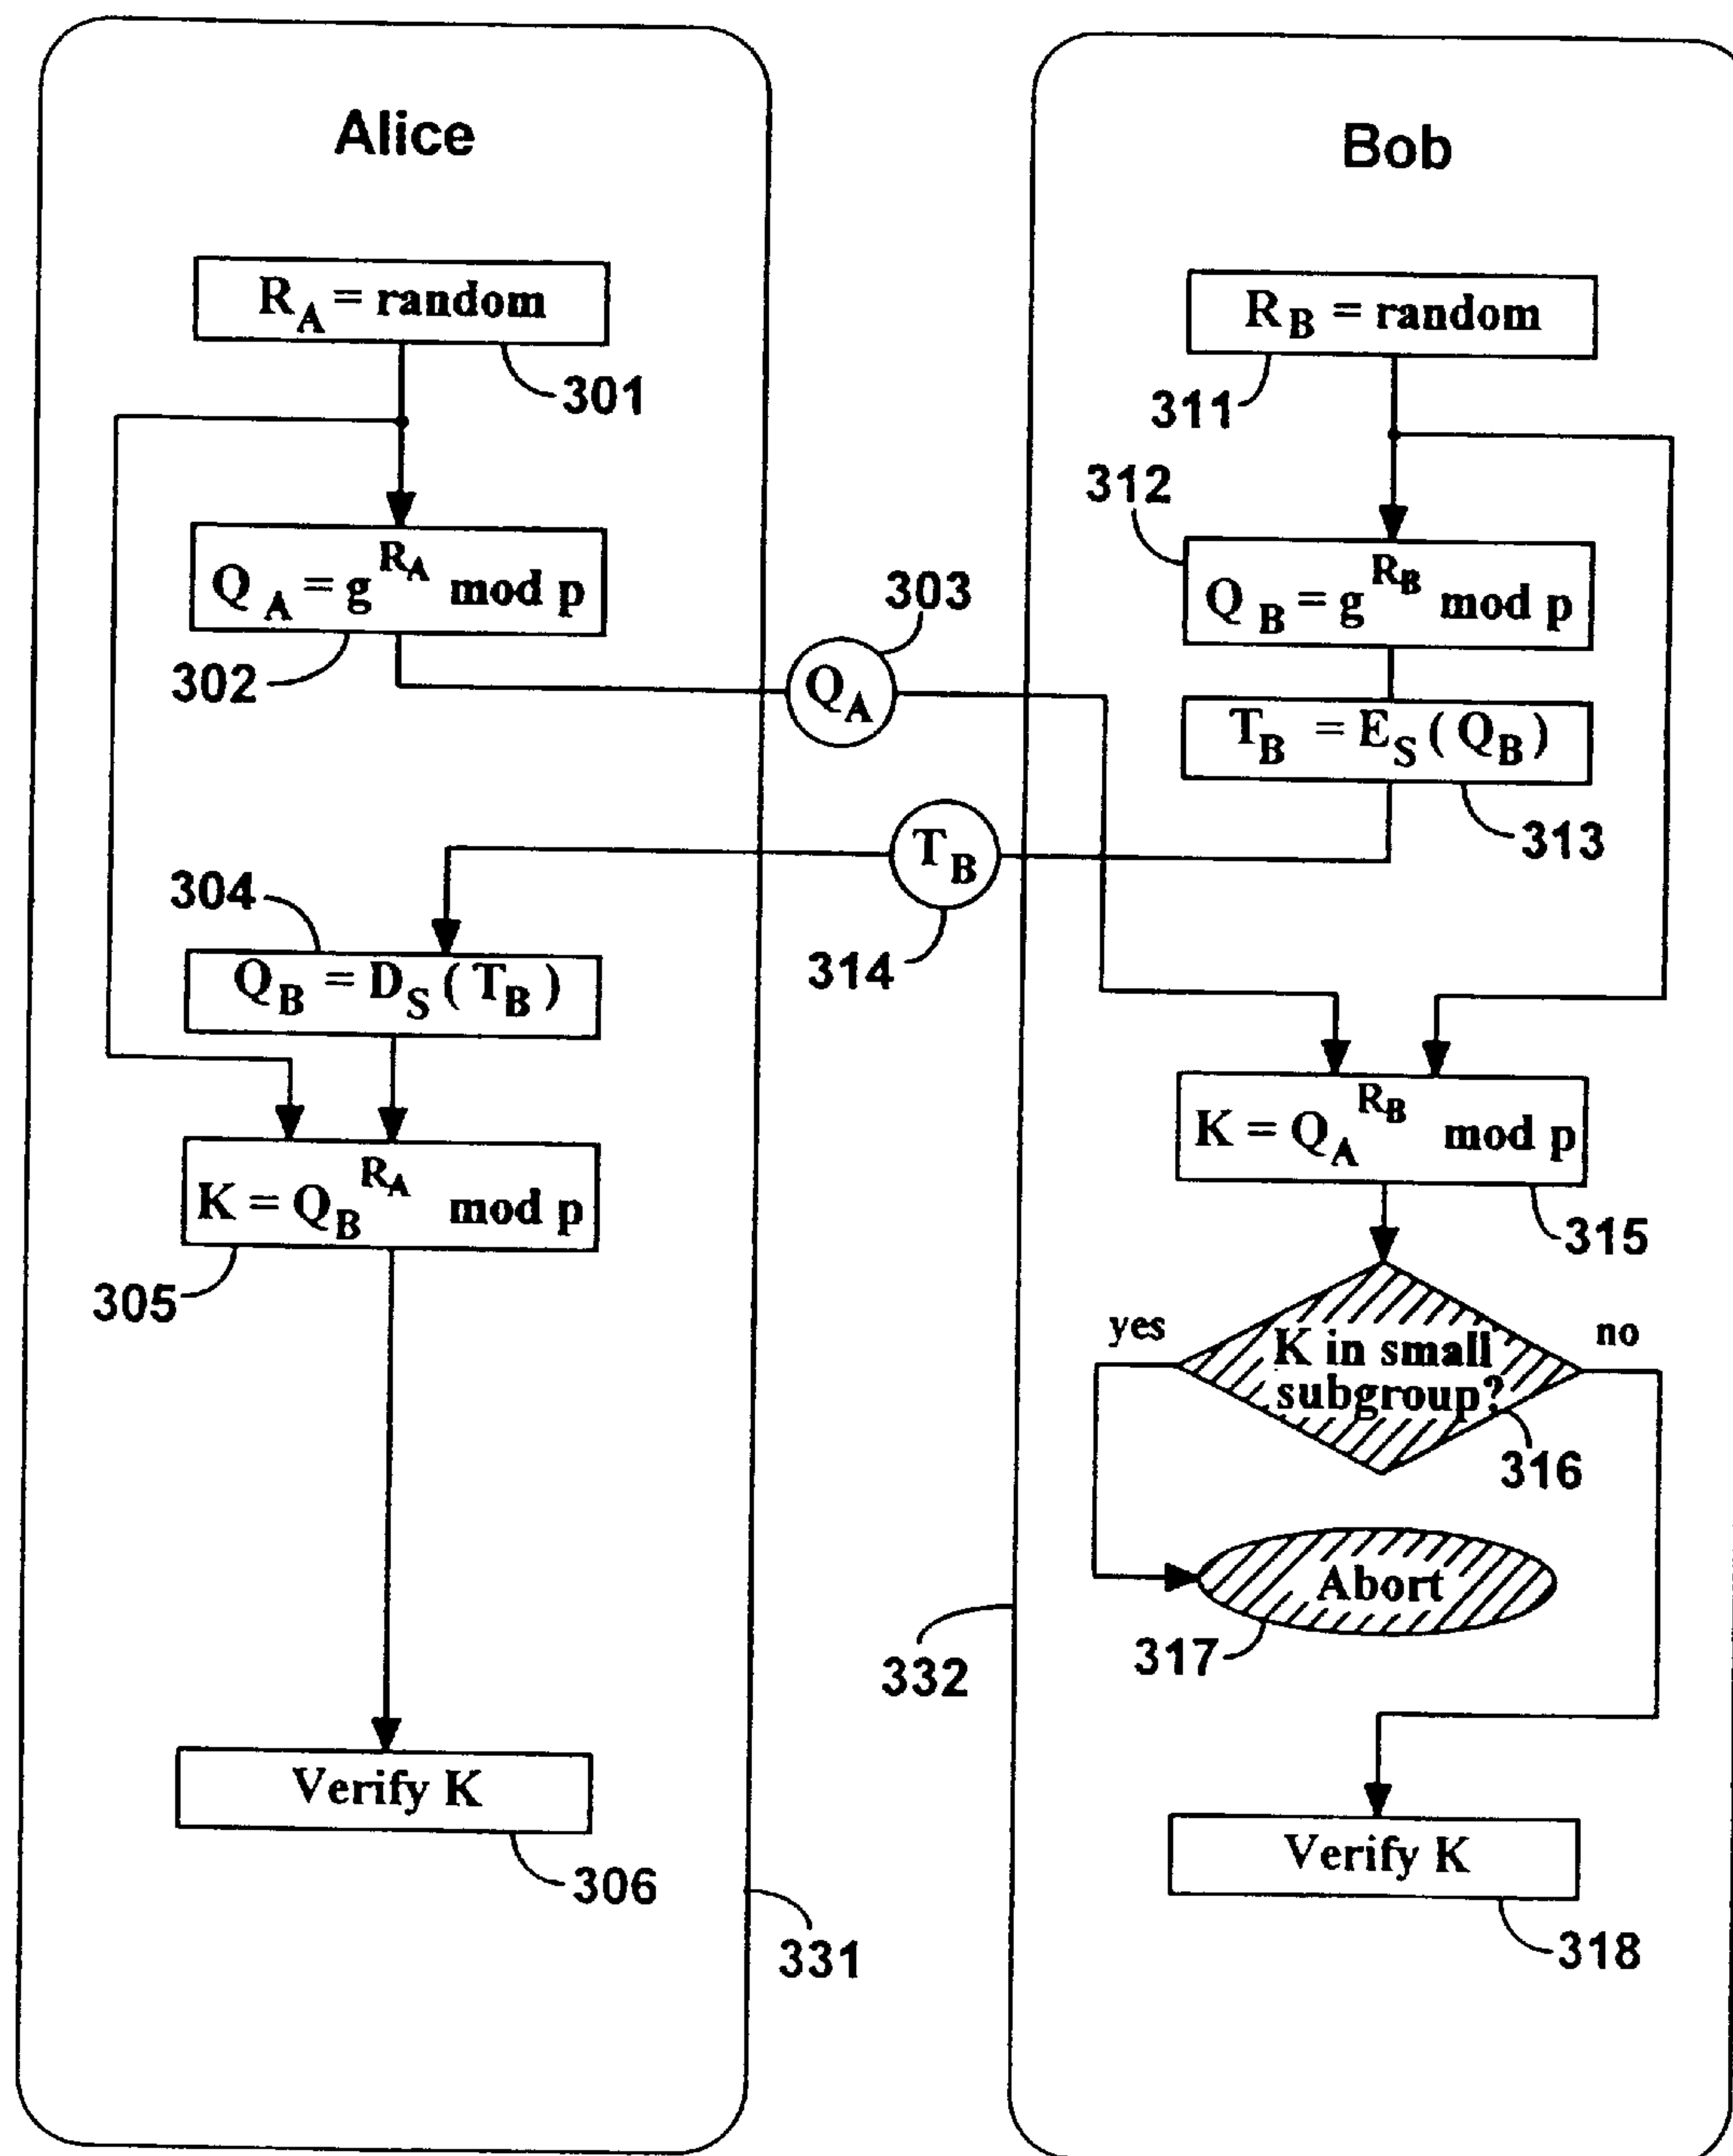 Alice
R_A = random
301
Q_A = g^R_A mod p
302
303
Q_A
304
Q_B = D_S ( T_B )
K = Q_B^R_A mod p
305
Verify K
306
331
Bob
R_B = random
311
312
Q_B = g^R_B mod p
T_B = E_S ( Q_B )
313
T_B
314
K = Q_A^R_B mod p
315
yes
no
K in small
subgroup?
316
Abort
317
332
Verify K
318